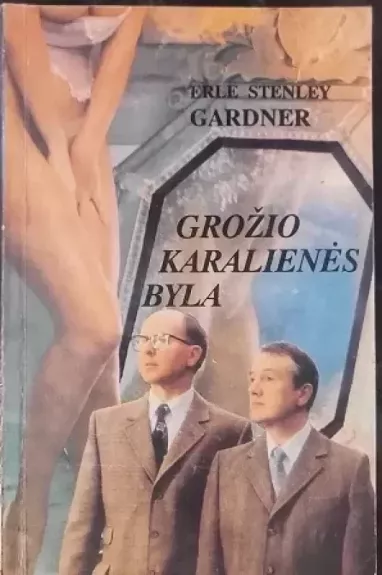 ERLE STENLEY
GARDNER
GROŽIO
KARALIENĖS
BYLA